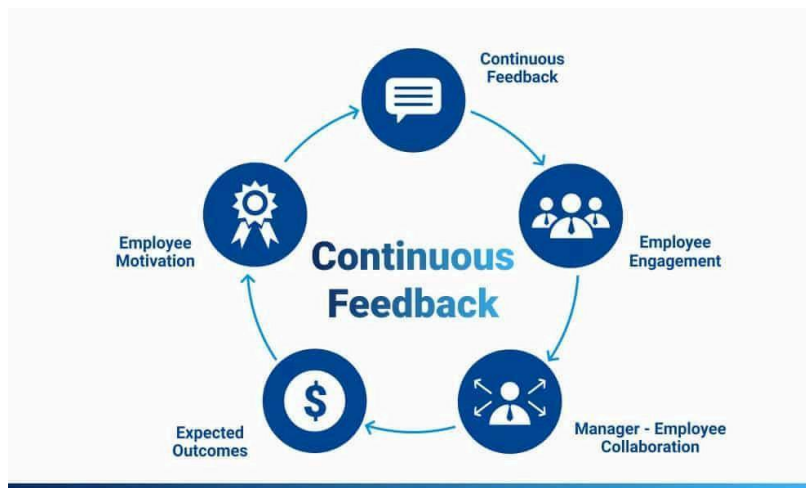 Continuous
Feedback
Employee
Engagement
Manager - Employee
Collaboration
Expected
Outcomes
$
Employee
Motivation
Continuous
Feedback